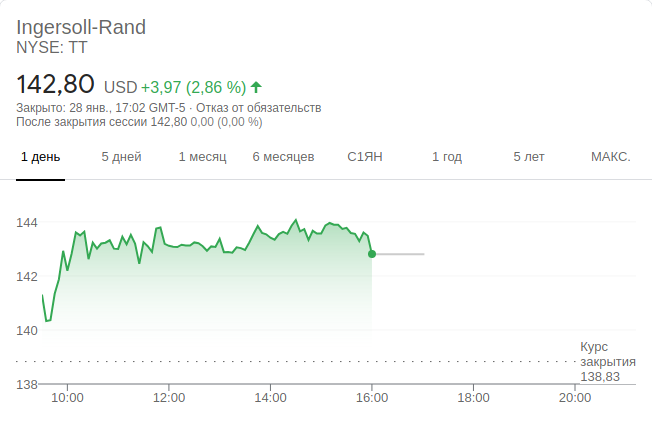 Ingersoll-Rand
NYSE: TT
142,80 USD +3,97 (2,86 %)
Закрыто: 28 янв., 17:02 GMT-5 · Отказ от обязательств
После закрытия сессии 142,80 0,00 (0,00 %)
1 день 5 дней 1 месяц 6 месяцев С1ЯН 1 год 5 лет МАКС.
144
142
140
Курс
закрытия
138,83
138
10:00 12:00 14:00 16:00 18:00 20:00